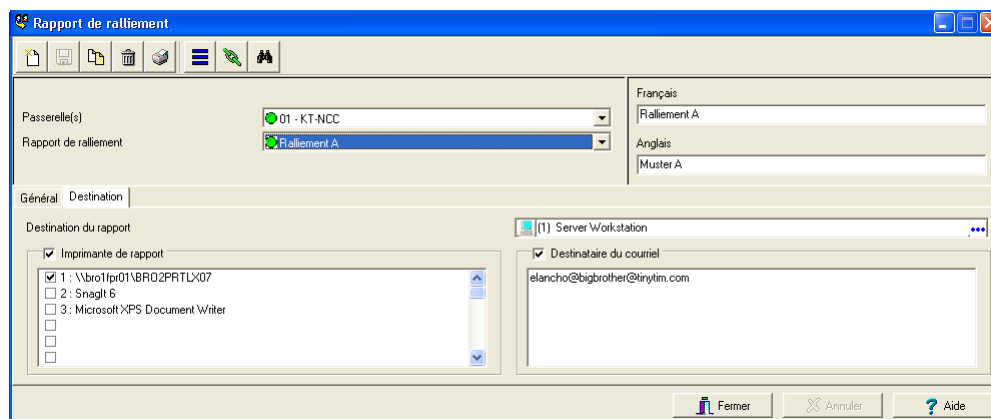 Rapport de ralliement
Français
Passerelle(s)
01 - KT-NCC
Ralliement A
Rapport de ralliement
Ralliement A
Anglais
Muster A
Général
Destination
Destination du rapport
(1) Server Workstation
Imprimante de rapport
Destinataire du courriel
1 : \\bro1fpr01\BRO2PRTLX07
elancho@bigbrother@tinytim.com
2 : SnagIt 6
3 : Microsoft XPS Document Writer
Fermer
Annuler
Aide